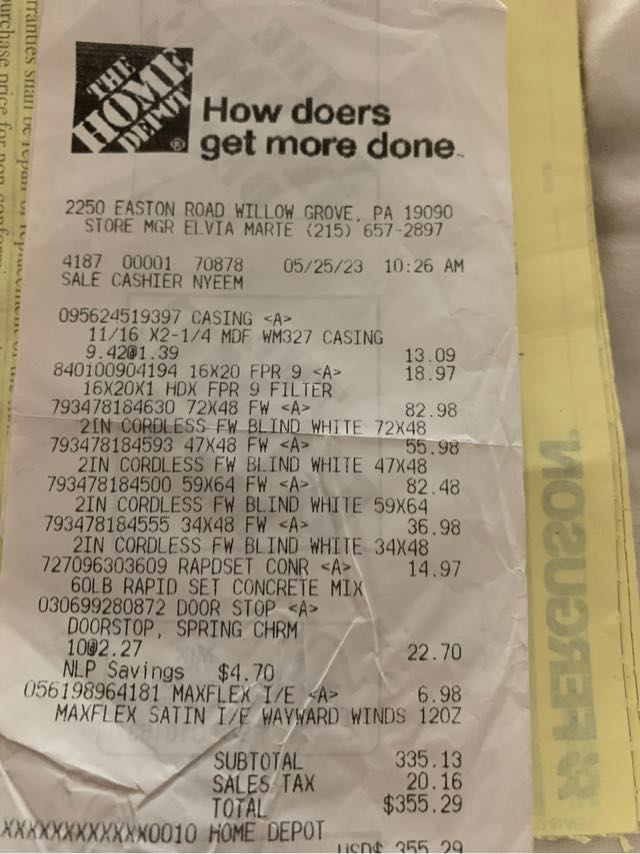 THE
HOME
DEPOT
®
How doers
get more done™
2250 EASTON ROAD WILLOW GROVE, PA 19090
STORE MGR ELVIA MARTE (215) 657-2897
4187 00001 70878 05/25/23 10:26 AM
SALE CASHIER NYEEM
095624519397 CASING <A>
11/16 X2-1/4 MDF WM327 CASING
9.42@1.39 13.09
840100904194 16X20 FPR 9 <A> 18.97
16X20X1 HDX FPR 9 FILTER
793478184630 72X48 FW <A> 82.98
2IN CORDLESS FW BLIND WHITE 72X48
793478184593 47X48 FW <A> 55.98
2IN CORDLESS FW BLIND WHITE 47X48
793478184500 59X64 FW <A> 82.48
2IN CORDLESS FW BLIND WHITE 59X64
793478184555 34X48 FW <A> 36.98
2IN CORDLESS FW BLIND WHITE 34X48
727096303609 RAPDSET CONR <A> 14.97
60LB RAPID SET CONCRETE MIX
030699280872 DOOR STOP <A>
DOORSTOP, SPRING CHRM
10@2.27 22.70
NLP Savings $4.70
056198964181 MAXFLEX I/E <A> 6.98
MAXFLEX SATIN I/E WAYWARD WINDS 12OZ
SUBTOTAL 335.13
SALES TAX 20.16
TOTAL $355.29
XXXXXXXXXXXX0010 HOME DEPOT
USD$ 355.29
FERGUSON